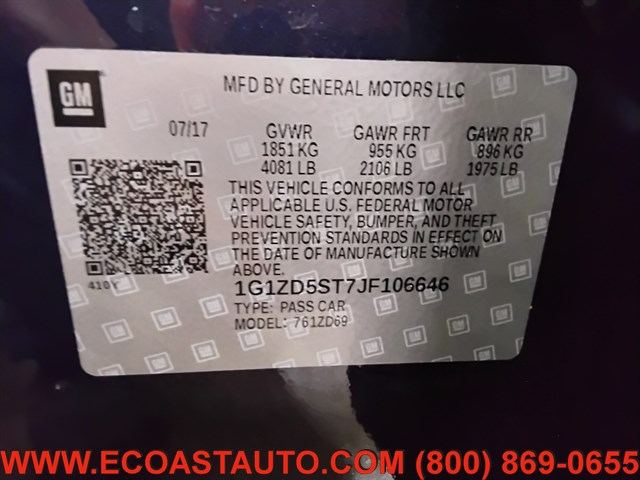 GM
MFD BY GENERAL MOTORS LLC
07/17 GVWR GAWR FRT GAWR RR
1851 KG 955 KG 896 KG
4081 LB 2106 LB 1975 LB
THIS VEHICLE CONFORMS TO ALL
APPLICABLE U.S. FEDERAL MOTOR
VEHICLE SAFETY, BUMPER, AND THEFT
PREVENTION STANDARDS IN EFFECT ON
THE DATE OF MANUFACTURE SHOWN
ABOVE.
410Y
1G1ZD5ST7JF106646
TYPE: PASS CAR
MODEL: 761ZD69
WWW.ECOASTAUTO.COM (800) 869-0655